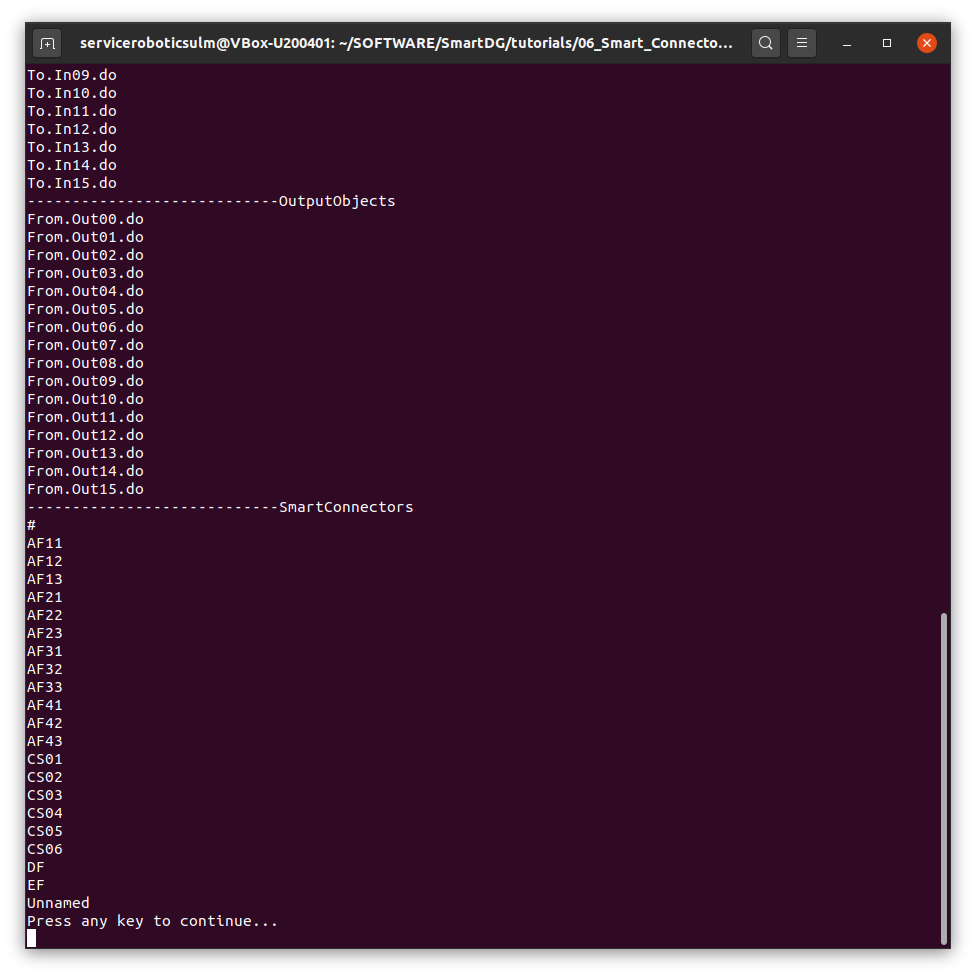 serviceroboticsulm@VBox-U200401: ~/SOFTWARE/SmartDG/tutorials/06_Smart_Connecto...
To.In09.do
To.In10.do
To.In11.do
To.In12.do
To.In13.do
To.In14.do
To.In15.do
----------------------------OutputObjects
From.Out00.do
From.Out01.do
From.Out02.do
From.Out03.do
From.Out04.do
From.Out05.do
From.Out06.do
From.Out07.do
From.Out08.do
From.Out09.do
From.Out10.do
From.Out11.do
From.Out12.do
From.Out13.do
From.Out14.do
From.Out15.do
----------------------------SmartConnectors
#
AF11
AF12
AF13
AF21
AF22
AF23
AF31
AF32
AF33
AF41
AF42
AF43
CS01
CS02
CS03
CS04
CS05
CS06
DF
EF
Unnamed
Press any key to continue...